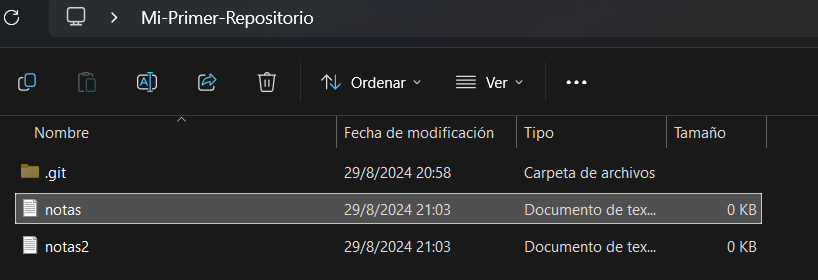 Mi-Primer-Repositorio
Ordenar Ver
Nombre Fecha de modificación Tipo Tamaño
.git 29/8/2024 20:58 Carpeta de archivos
notas 29/8/2024 21:03 Documento de tex... 0 KB
notas2 29/8/2024 21:03 Documento de tex... 0 KB